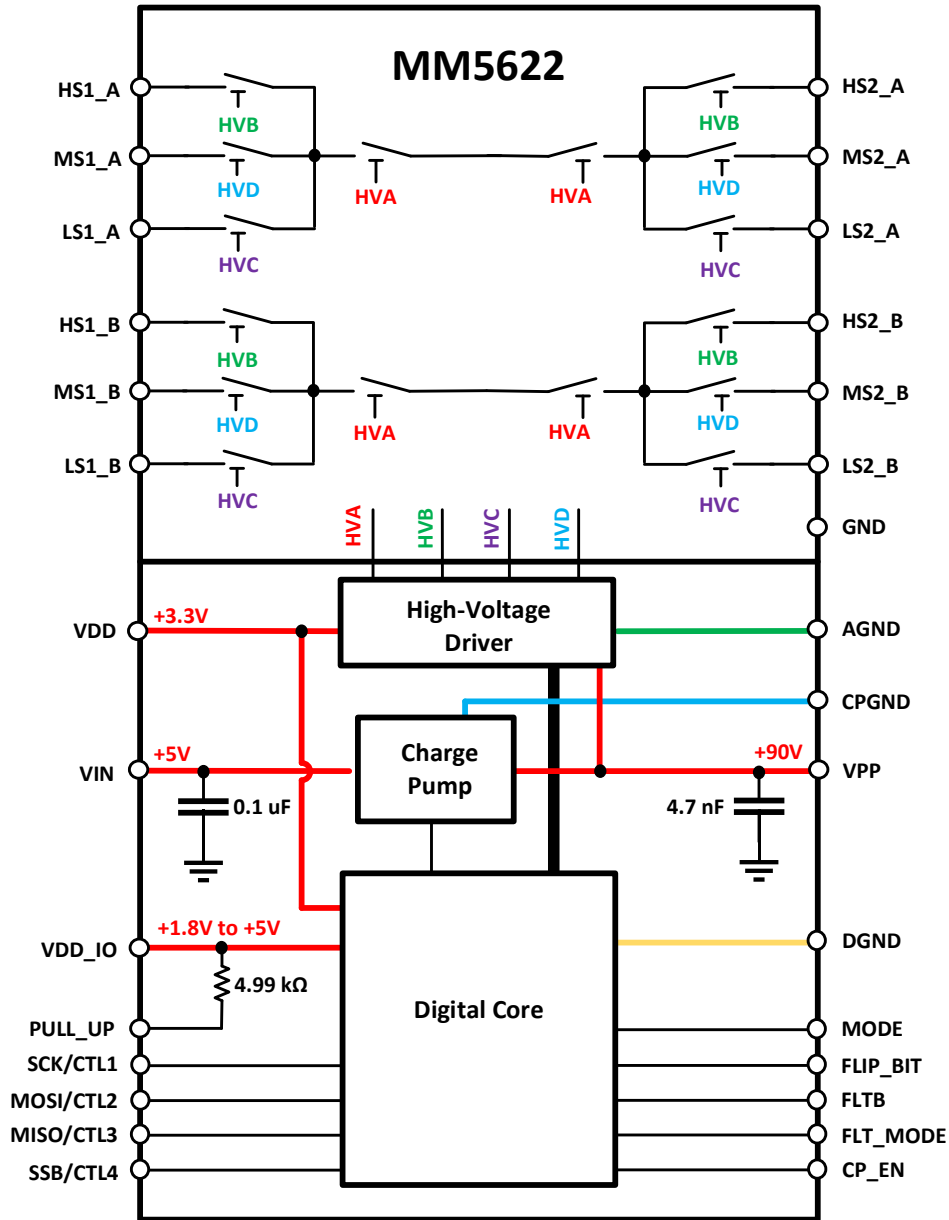 MM5622
HS1_A
HVB
HVB
HS2_A
MS1_A
HVD
HVA
HVA
HVD
MS2_A
LS1_A
HVC
HVC
LS2_A
HS1_B
HVB
HVB
HS2_B
MS1_B
HVD
HVA
HVA
HVD
MS2_B
LS1_B
HVC
HVC
LS2_B
GND
HVA
HVB
HVC
HVD
VDD
+3.3V
High-Voltage
Driver
AGND
CPGND
VIN
+5V
Charge
Pump
+90V
VPP
0.1 uF
4.7 nF
VDD_IO
+1.8V to +5V
DGND
4.99 kΩ
Digital Core
PULL_UP
MODE
SCK/CTL1
FLIP_BIT
MOSI/CTL2
FLTB
MISO/CTL3
FLT_MODE
SSB/CTL4
CP_EN